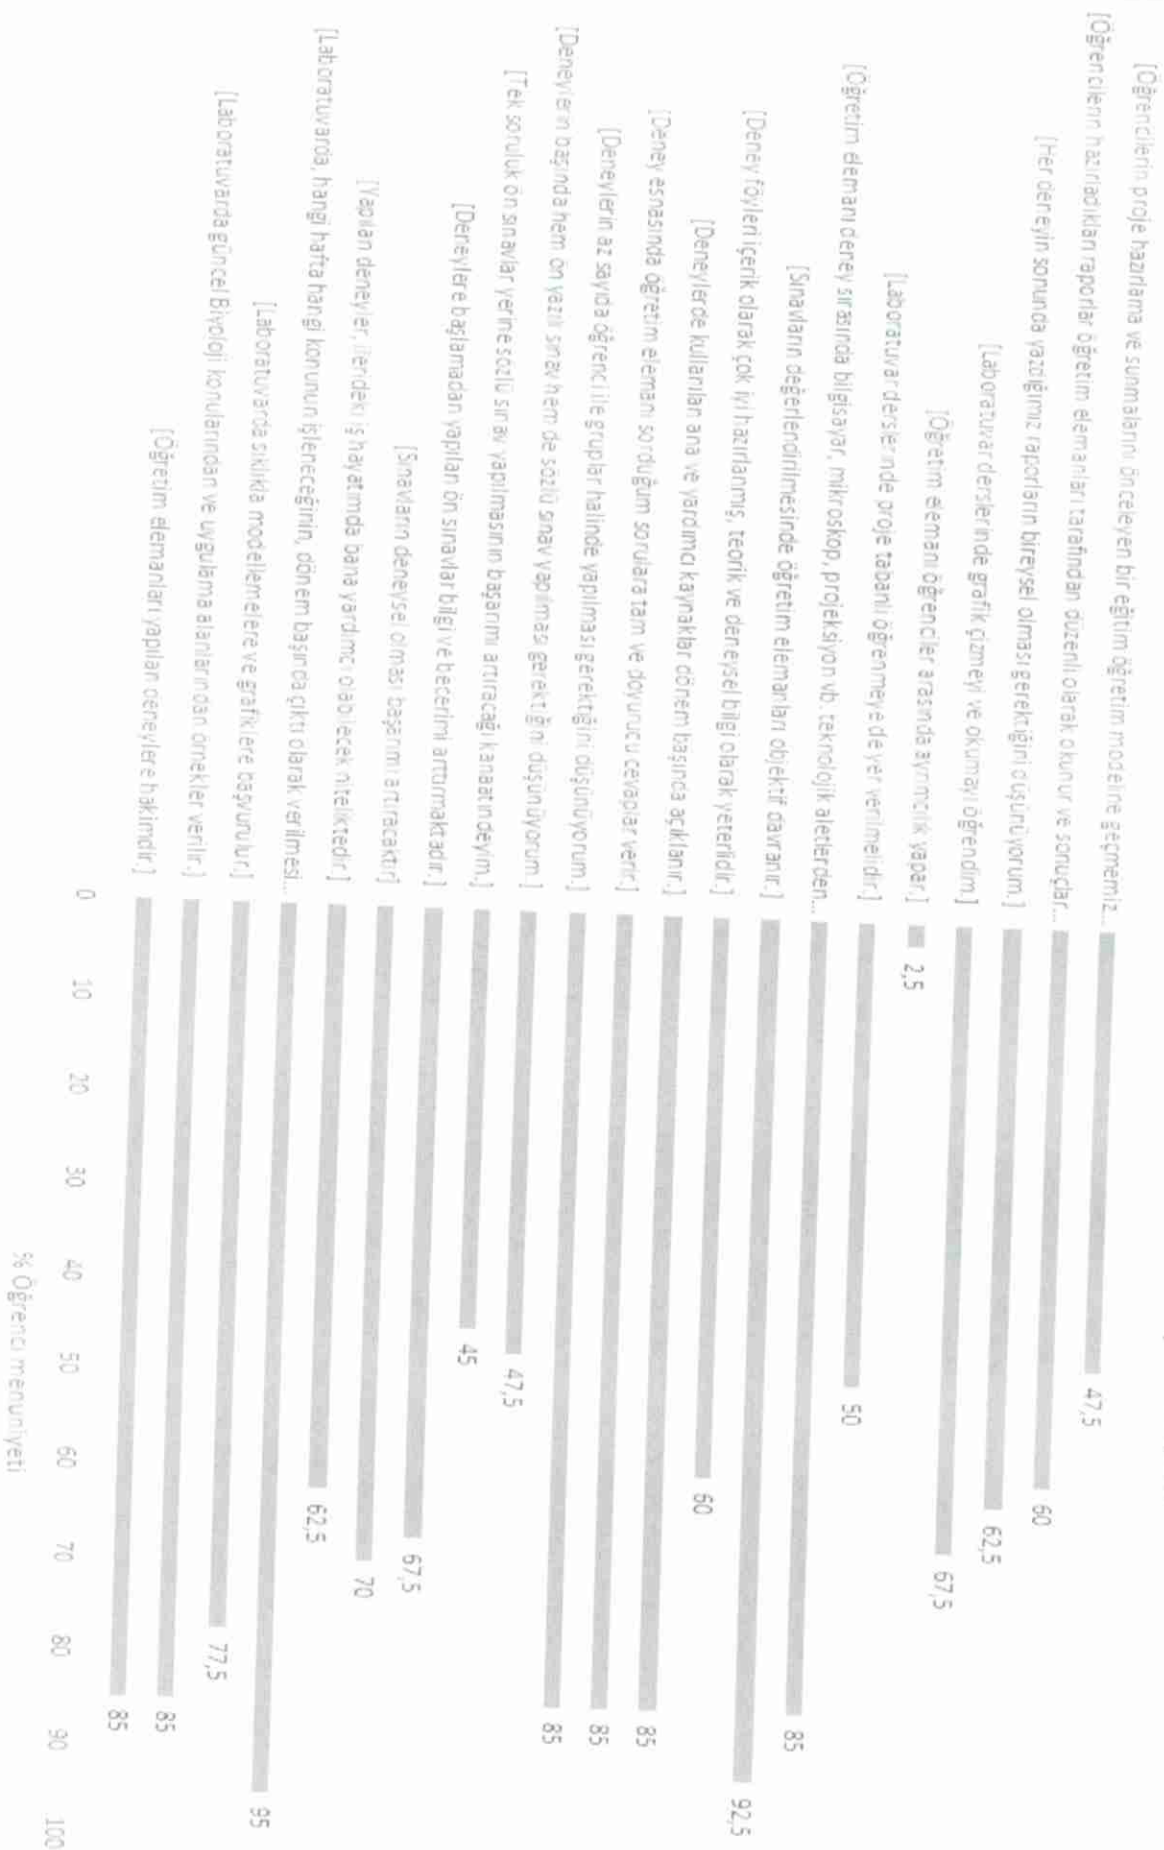 [Öğrencilerin proje hazırlama ve sunmalarını önceleyen bir eğitim öğretim modeline geçmemiz... 47,5
[Öğrencilerin hazırladıkları raporlar öğretim elemanları tarafından düzenli olarak okunur ve sonuçlar... 60
[Her deneyin sonunda yazdığımız raporların bireysel olması gerektiğini düşünüyorum.] 62,5
[Laboratuvar derslerinde grafik çizmeyi ve okumayı öğrendim.] 67,5
[Öğretim elemanı öğrenciler arasında ayrımcılık yapar.] 2,5
[Laboratuvar derslerinde proje tabanlı öğrenmeye de yer verilmelidir.] 50
[Öğretim elemanı deney sırasında bilgisayar, mikroskop, projeksiyon vb. teknolojik aletlerden... 85
[Sınavların değerlendirilmesinde öğretim elemanları objektif davranır.] 92,5
[Deney föyleri içerik olarak çok iyi hazırlanmış, teorik ve deneysel bilgi olarak yeterlidir.] 60
[Deneylerde kullanılan ana ve yardımcı kaynaklar dönem başında açıklanır.] 85
[Deney esnasında öğretim elemanı sorduğum sorulara tam ve doyurucu cevaplar verir.] 85
[Deneylerin az sayıda öğrenci ile gruplar halinde yapılması gerektiğini düşünüyorum.] 85
[Deneylerin başında hem ön yazılı sınav hem de sözlü sınav yapılması gerektiğini düşünüyorum.] 47,5
[Tek soruluk ön sınavlar yerine sözlü sınav yapılmasının başarımı artıracağı kanaatindeyim.] 45
[Deneylere başlamadan yapılan ön sınavlar bilgi ve becerimi artırmaktadır.] 67,5
[Sınavların deneysel olması başarımı artıracaktır] 70
[Yapılan deneyler, ilerdeki iş hayatımda bana yardımcı olabilecek niteliktedir.] 62,5
[Laboratuvarda, hangi hafta hangi konunun işleneceğinin, dönem başında çıktı olarak verilmesi... 95
[Laboratuvarda sıklıkla modellemelere ve grafiklere başvurulur.] 77,5
[Laboratuvarda güncel Biyoloji konularından ve uygulama alanlarından örnekler verilir.] 85
[Öğretim elemanları yapılan deneylere hakimdir.] 85
0 10 20 30 40 50 60 70 80 90 100
% Öğrenci menuniyeti